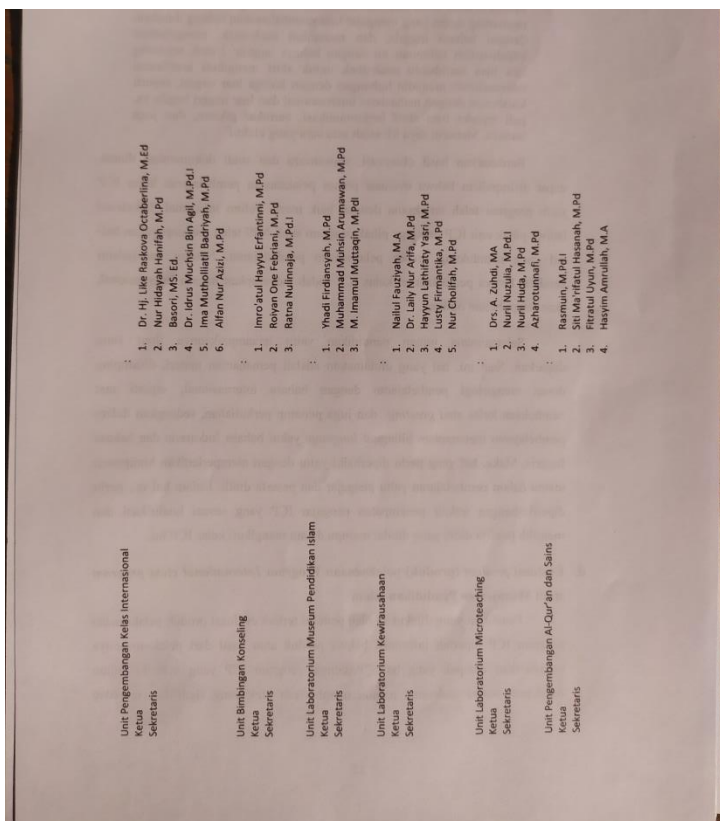 Unit Pengembangan Kelas Internasional :
Ketua 1. Dr. Hj. Like Raskova Octaberlina, M.Ed
Sekretaris 2. Nur Hidayah Hanifah, M.Pd
3. Basori, MS. Ed.
4. Dr. Idrus Muchsin Bin Agil, M.Pd.I
5. Ima Mutholliatil Badriyah, M.Pd
6. Alfan Nur Azizi, M.Pd
Unit Bimbingan Konseling :
Ketua 1. Imro'atul Hayyu Erfantinni, M.Pd
Sekretaris 2. Roiyan One Febriani, M.Pd
3. Ratna Nulinnaja, M.Pd.I
Unit Laboratorium Museum Pendidikan Islam :
Ketua 1. Yhadi Firdiansyah, M.Pd
Sekretaris 2. Muhammad Muhsin Arumawan, M.Pd
3. M. Imamul Muttaqin, M.PdI
Unit Laboratorium Kewirausahaan :
Ketua 1. Nailul Fauziyah, M.A
Sekretaris 2. Dr. Laily Nur Arifa, M.Pd
3. Hayyun Lathifaty Yasri, M.Pd
4. Lusty Firmantika, M.Pd
5. Nur Cholifah, M.Pd
Unit Laboratorium Microteaching :
Ketua 1. Drs. A. Zuhdi, MA
Sekretaris 2. Nuril Nuzulia, M.Pd.I
3. Nuril Huda, M.Pd
4. Azharotunnafi, M.Pd
Unit Pengembangan Al-Qur'an dan Sains :
Ketua 1. Rasmuin, M.Pd.I
Sekretaris 2. Siti Ma'rifatul Hasanah, M.Pd
3. Fitratul Uyun, M.Pd
4. Hasyim Amrullah, M.A